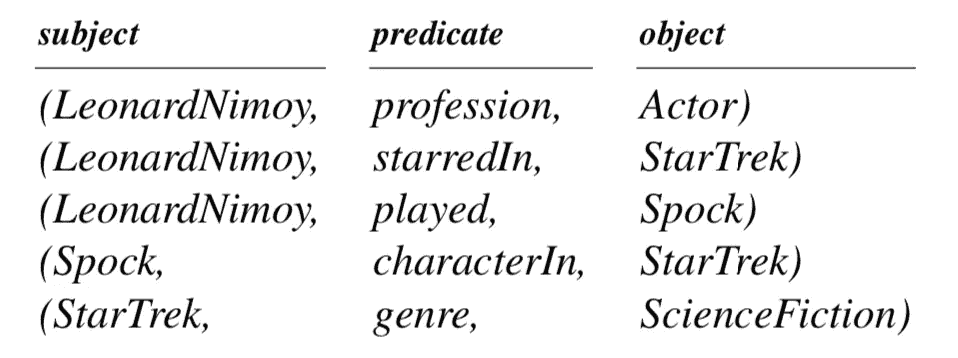 subject predicate object
(LeonardNimoy, profession, Actor)
(LeonardNimoy, starredIn, StarTrek)
(LeonardNimoy, played, Spock)
(Spock, characterIn, StarTrek)
(StarTrek, genre, ScienceFiction)